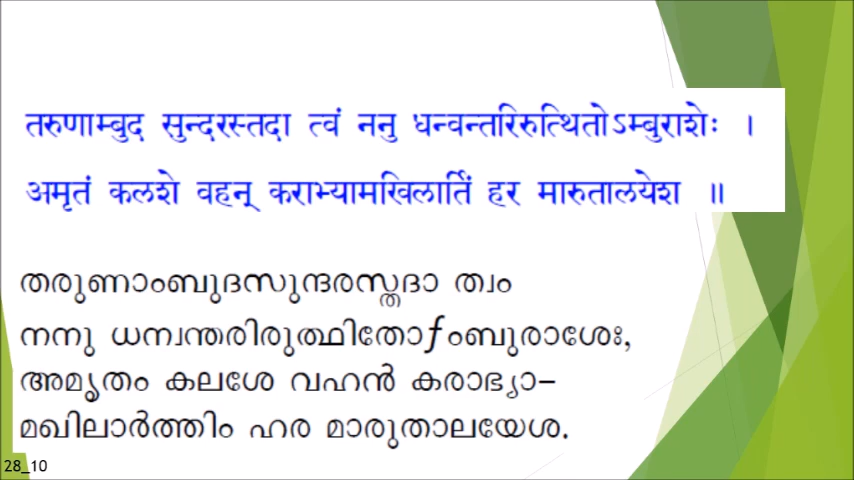 तरुणाम्बुद सुन्दरस्तदा त्वं ननु धन्वन्तरिरुत्थितोऽम्बुराशेः ।
अमृतं कलशे वहन् कराभ्यामखिलार्तिं हर मारुतालयेश ॥
തരുണാംബുദസുന്ദരസ്തദാ ത്വം
നനു ധന്വന്തരിരുത്ഥിതോƒംബുരാശേഃ,
അമൃതം കലശേ വഹൻ കരാഭ്യാ-
മഖിലാർത്തിം ഹര മാരുതാലയേശ.
28_10